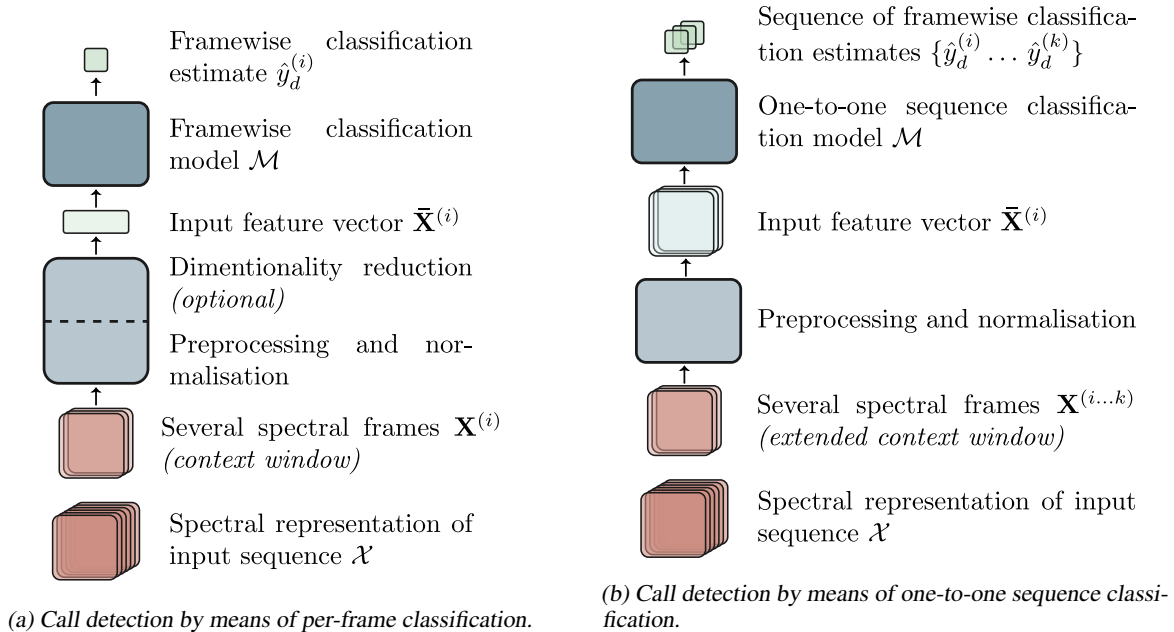 Framewise classification
estimate ŷ_d^(i)
Framewise classification
model ℳ
Input feature vector X̄^(i)
Dimentionality reduction
(optional)
Preprocessing and nor-
malisation
Several spectral frames X^(i)
(context window)
Spectral representation of
input sequence 𝒳
(a) Call detection by means of per-frame classification.
Sequence of framewise classifica-
tion estimates {ŷ_d^(i) … ŷ_d^(k)}
One-to-one sequence classifica-
tion model ℳ
Input feature vector X̄^(i)
Preprocessing and normalisation
Several spectral frames X^(i…k)
(extended context window)
Spectral representation of input
sequence 𝒳
(b) Call detection by means of one-to-one sequence classi-
fication.